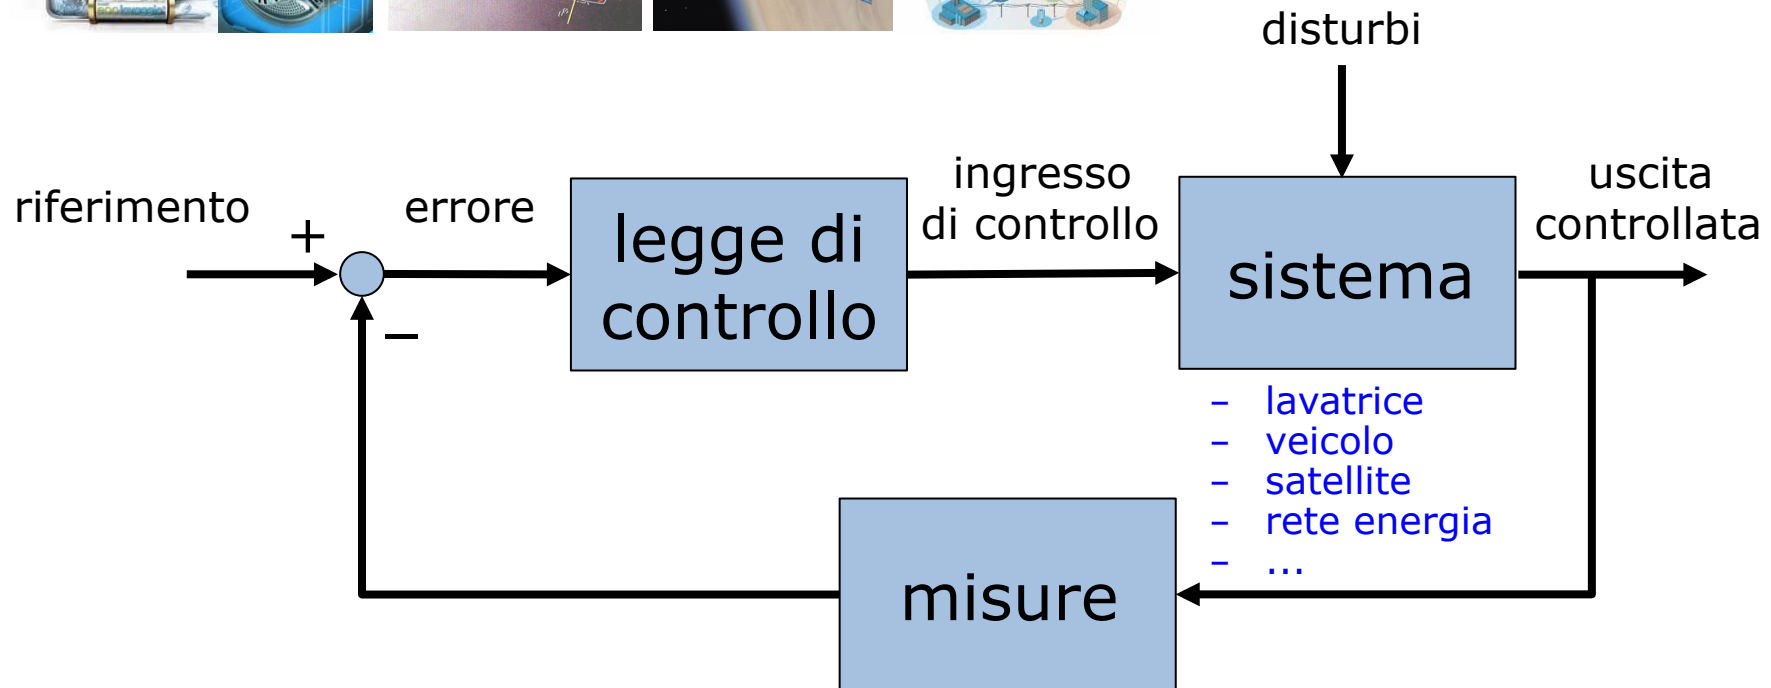 disturbi
riferimento
+
errore
legge di
controllo
ingresso
di controllo
sistema
uscita
controllata
–
– lavatrice
– veicolo
– satellite
– rete energia
– ...
misure